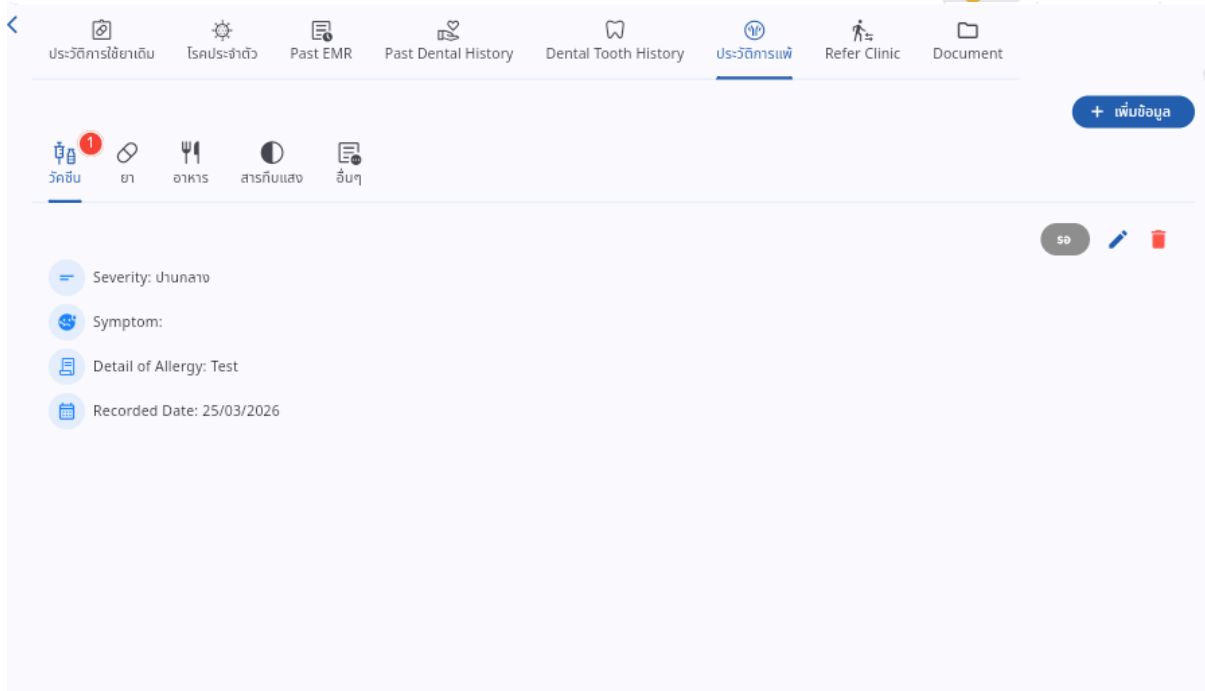 ประวัติการใช้ยาเดิม
โรคประจำตัว
Past EMR
Past Dental History
Dental Tooth History
ประวัติการแพ้
Refer Clinic
Document
+ เพิ่มข้อมูล
1
วัคซีน
ยา
อาหาร
สารทึบแสง
อื่นๆ
รอ
Severity: ปานกลาง
Symptom:
Detail of Allergy: Test
Recorded Date: 25/03/2026